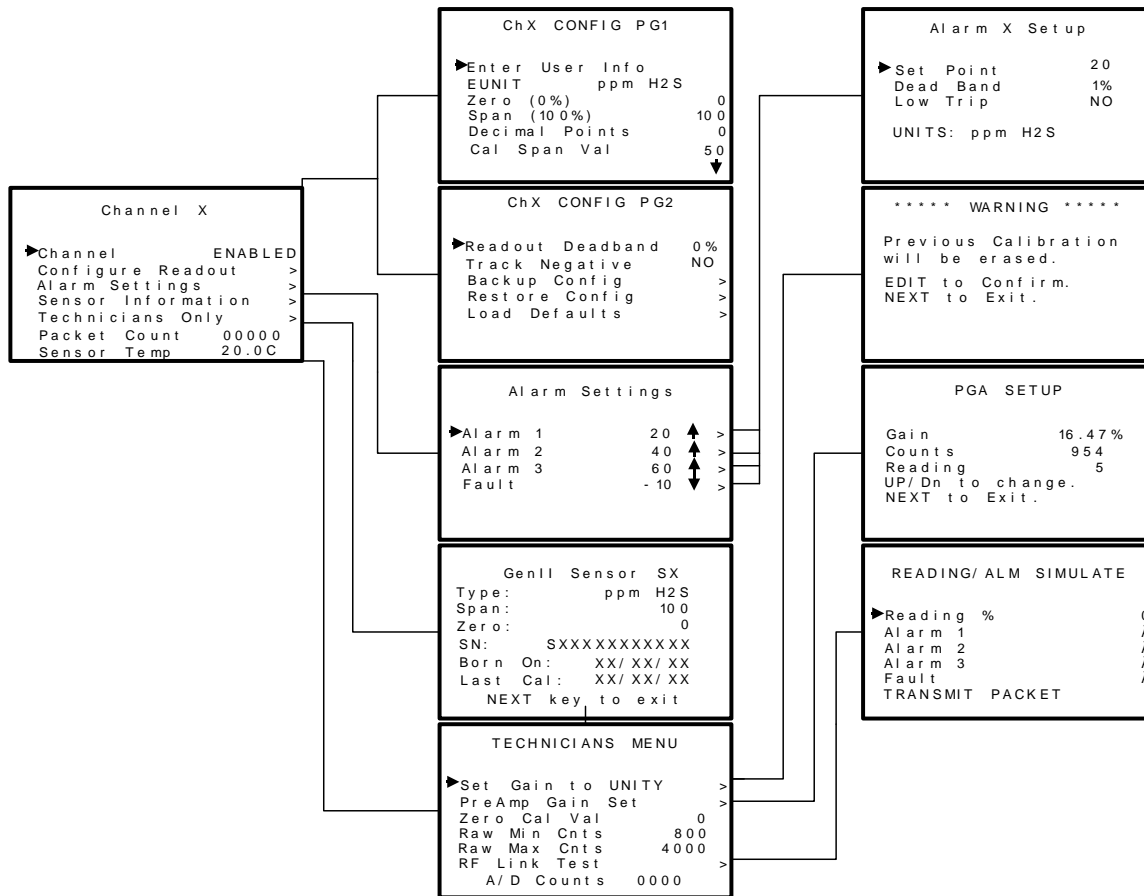 Channel X
Channel ENABLED
Configure Readout >
Alarm Settings >
Sensor Information >
Technicians Only >
Packet Count 00000
Sensor Temp 20.0C
ChX CONFIG PG1
Enter User Info
EUNIT ppm H2S
Zero (0%) 0
Span (100%) 100
Decimal Points 0
Cal Span Val 50
ChX CONFIG PG2
Readout Deadband 0%
Track Negative NO
Backup Config >
Restore Config >
Load Defaults >
Alarm Settings
Alarm 1 20 >
Alarm 2 40 >
Alarm 3 60 >
Fault -10 >
GenII Sensor SX
Type: ppm H2S
Span: 100
Zero: 0
SN: SXXXXXXXXXXX
Born On: XX/XX/XX
Last Cal: XX/XX/XX
NEXT key to exit
TECHNICIANS MENU
Set Gain to UNITY >
PreAmp Gain Set >
Zero Cal Val 0
Raw Min Cnts 800
Raw Max Cnts 4000
RF Link Test >
A/D Counts 0000
Alarm X Setup
Set Point 20
Dead Band 1%
Low Trip NO
UNITS: ppm H2S
***** WARNING *****
Previous Calibration
will be erased.
EDIT to Confirm.
NEXT to Exit.
PGA SETUP
Gain 16.47%
Counts 954
Reading 5
UP/Dn to change.
NEXT to Exit.
READING/ALM SIMULATE
Reading %
Alarm 1
Alarm 2
Alarm 3
Fault
TRANSMIT PACKET